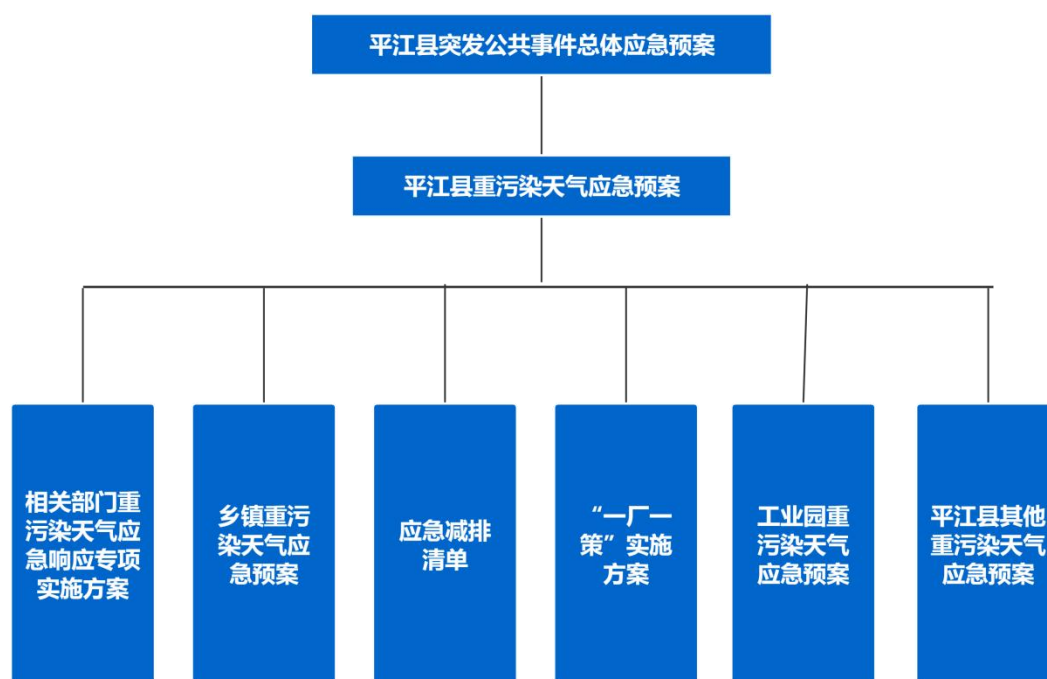 平江县突发公共事件总体应急预案
平江县重污染天气应急预案
相关部门重
污染天气应
急响应专项
实施方案
乡镇重污
染天气应
急预案
应急减排
清单
“一厂一
策”实施
方案
工业园重
污染天气
应急预案
平江县其他
重污染天气
应急预案